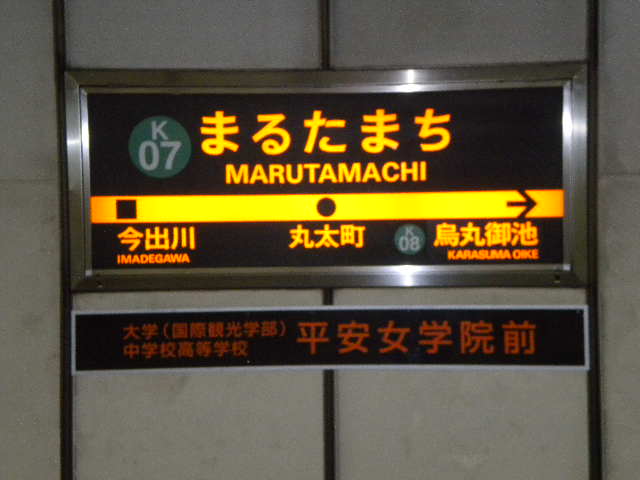 K
07
まるたまち
MARUTAMACHI
今出川 丸太町 K 08 烏丸御池
IMADEGAWA KARASUMA OIKE
大学(国際観光学部)
中学校高等学校
平安女学院前